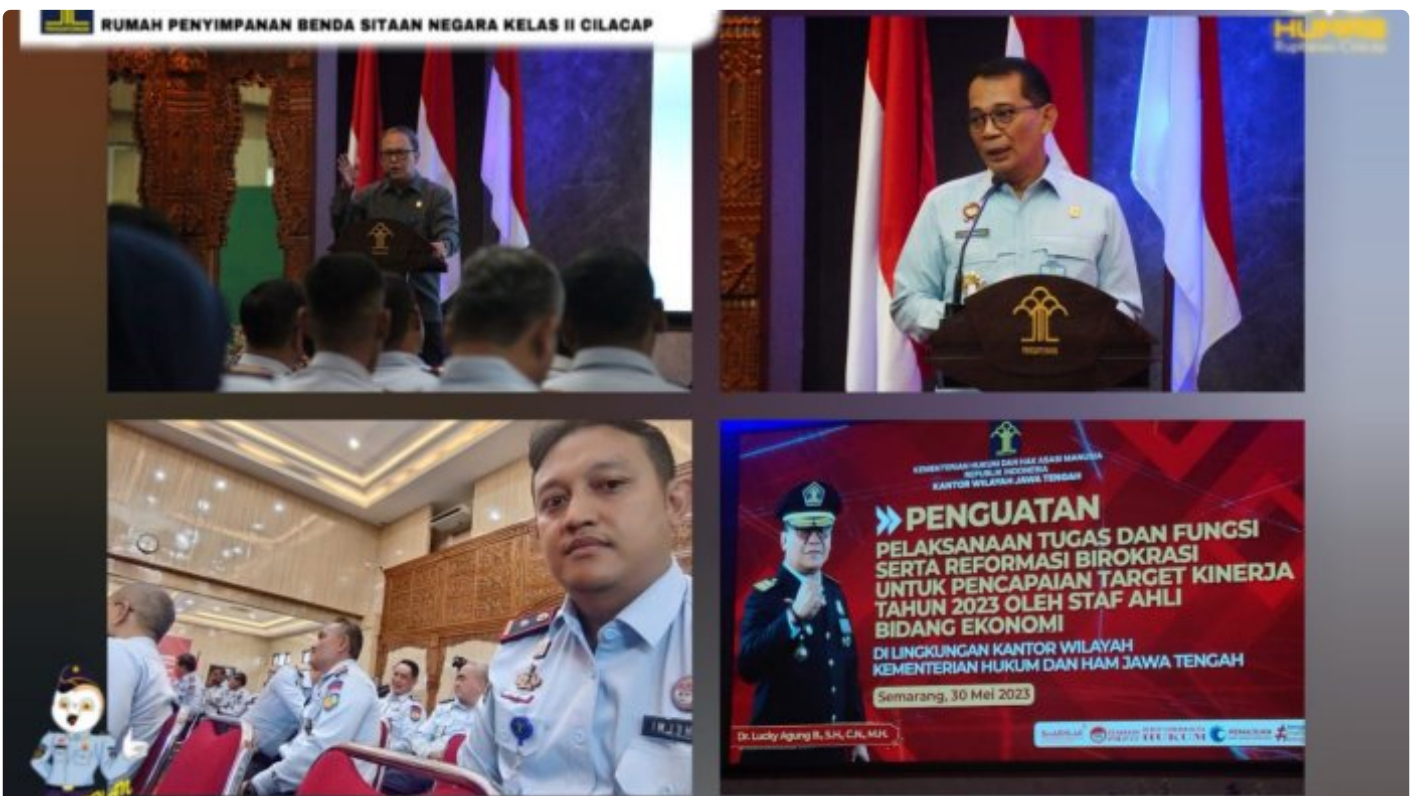 RUMAH PENYIMPANAN BENDA SITAAN NEGARA KELAS II CILACAP
HUMAS
Rupbasan Cilacap
KEMENTERIAN HUKUM DAN HAK ASASI MANUSIA
REPUBLIK INDONESIA
KANTOR WILAYAH JAWA TENGAH
PENGUATAN
PELAKSANAAN TUGAS DAN FUNGSI
SERTA REFORMASI BIROKRASI
UNTUK PENCAPAIAN TARGET KINERJA
TAHUN 2023 OLEH STAF AHLI
BIDANG EKONOMI
DI LINGKUNGAN KANTOR WILAYAH
KEMENTERIAN HUKUM DAN HAM JAWA TENGAH
Semarang, 30 Mei 2023
Dr. Lucky Agung B., S.H., C.N., M.H.
HUKUM